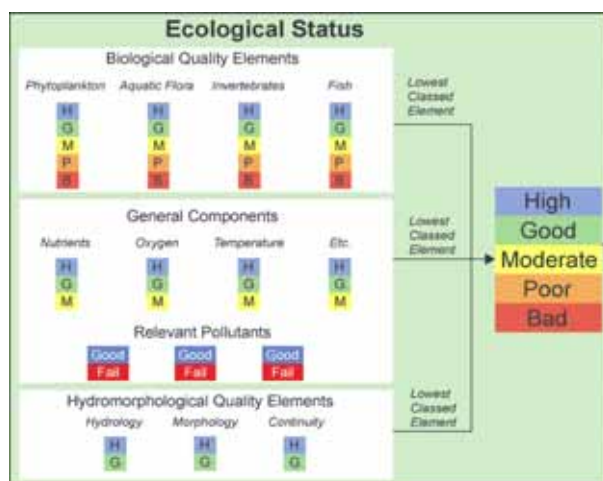 Ecological Status
Biological Quality Elements
Phytoplankton Aquatic Flora Invertebrates Fish
H H H H
G G G G
M M M M
P P P P
B B B B
Lowest
Classed
Element
General Components
Nutrients Oxygen Temperature Etc.
H H H H
G G G G
M M M M
Lowest
Classed
Element
Relevant Pollutants
Good Good Good
Fail Fail Fail
Hydromorphological Quality Elements
Hydrology Morphology Continuity
H H H
G G G
Lowest
Classed
Element
High
Good
Moderate
Poor
Bad